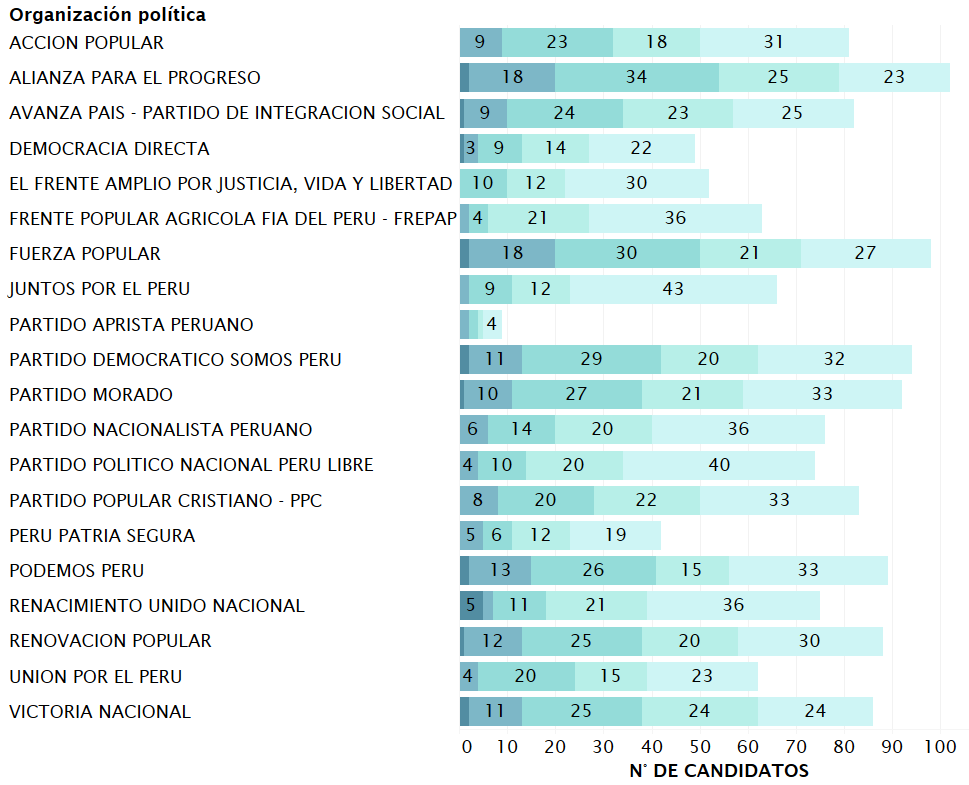 Organización política
ACCION POPULAR 9 23 18 31
ALIANZA PARA EL PROGRESO 18 34 25 23
AVANZA PAIS - PARTIDO DE INTEGRACION SOCIAL 9 24 23 25
DEMOCRACIA DIRECTA 3 9 14 22
EL FRENTE AMPLIO POR JUSTICIA, VIDA Y LIBERTAD 10 12 30
FRENTE POPULAR AGRICOLA FIA DEL PERU - FREPAP 4 21 36
FUERZA POPULAR 18 30 21 27
JUNTOS POR EL PERU 9 12 43
PARTIDO APRISTA PERUANO 4
PARTIDO DEMOCRATICO SOMOS PERU 11 29 20 32
PARTIDO MORADO 10 27 21 33
PARTIDO NACIONALISTA PERUANO 6 14 20 36
PARTIDO POLITICO NACIONAL PERU LIBRE 4 10 20 40
PARTIDO POPULAR CRISTIANO - PPC 8 20 22 33
PERU PATRIA SEGURA 5 6 12 19
PODEMOS PERU 13 26 15 33
RENACIMIENTO UNIDO NACIONAL 5 11 21 36
RENOVACION POPULAR 12 25 20 30
UNION POR EL PERU 4 20 15 23
VICTORIA NACIONAL 11 25 24 24
0 10 20 30 40 50 60 70 80 90 100
N° DE CANDIDATOS